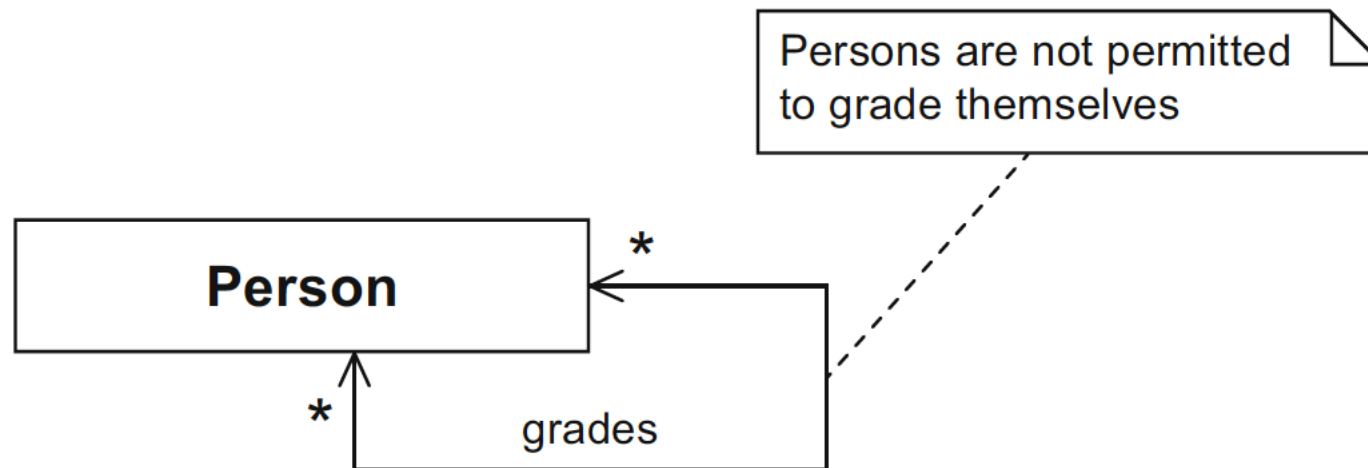 Persons are not permitted
to grade themselves
*
Person
*
grades